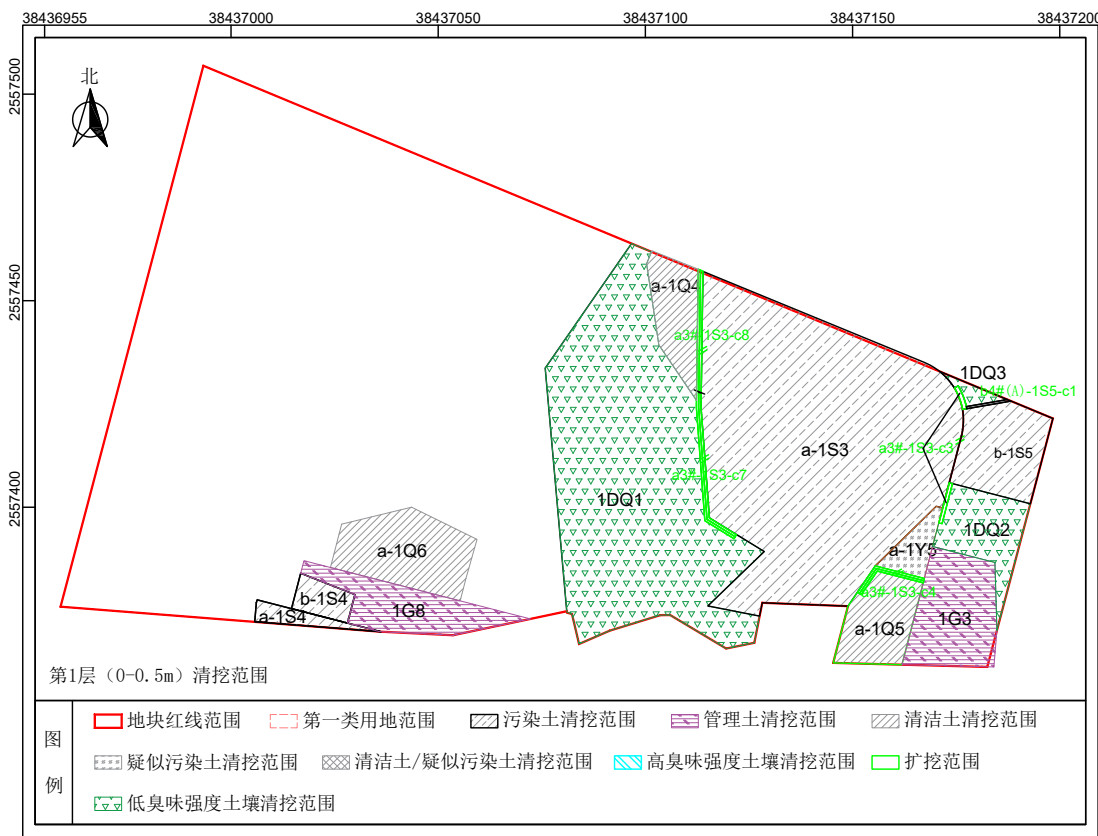 38436955
38437000
38437050
38437100
38437150
38437200
2557500
2557450
2557400
北
a-1Q4
a3#-1S3-c8
1DQ3
b4#(A)-1S5-c1
a-1S3
a3#-1S3-c3
b-1S5
a3#-1S3-c7
1DQ1
1DQ2
a-1Q6
a-1Y5
a3#-1S3-c4
b-1S4
a-1S4
1G8
1G3
a-1Q5
第1层（0-0.5m）清挖范围
图例
地块红线范围 第一类用地范围 污染土清挖范围 管理土清挖范围 清洁土清挖范围
疑似污染土清挖范围 清洁土/疑似污染土清挖范围 高臭味强度土壤清挖范围 扩挖范围
低臭味强度土壤清挖范围